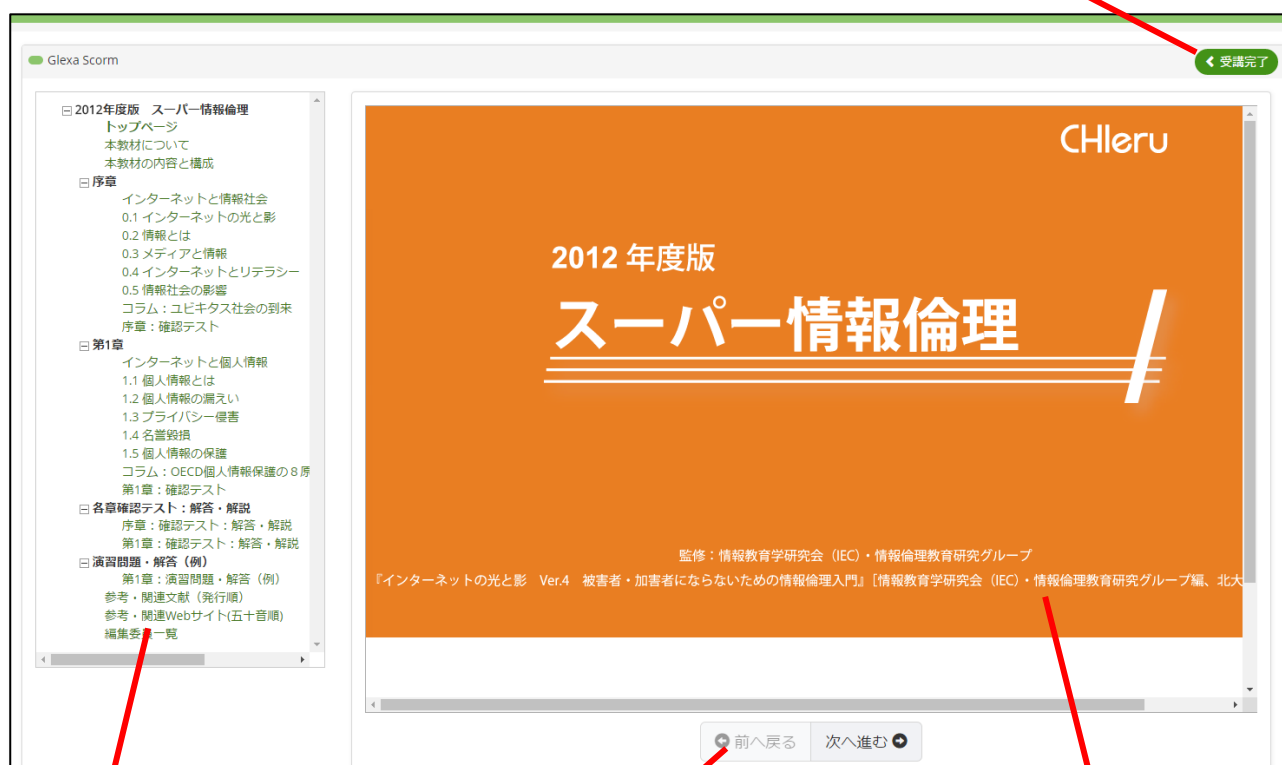 Glexa Scorm
受講完了
2012年度版　スーパー情報倫理
トップページ
本教材について
本教材の内容と構成
序章
インターネットと情報社会
0.1 インターネットの光と影
0.2 情報とは
0.3 メディアと情報
0.4 インターネットとリテラシー
0.5 情報社会の影響
コラム：ユビキタス社会の到来
序章：確認テスト
第1章
インターネットと個人情報
1.1 個人情報とは
1.2 個人情報の漏えい
1.3 プライバシー侵害
1.4 名誉毀損
1.5 個人情報の保護
コラム：OECD個人情報保護の８原
第1章：確認テスト
各章確認テスト：解答・解説
序章：確認テスト：解答・解説
第1章：確認テスト：解答・解説
演習問題・解答（例）
第1章：演習問題・解答（例）
参考・関連文献（発行順）
参考・関連Webサイト(五十音順)
編集委員一覧
CHIeru
2012 年度版
スーパー情報倫理
監修：情報教育学研究会（IEC）・情報倫理教育研究グループ
『インターネットの光と影　Ver.4　被害者・加害者にならないための情報倫理入門』［情報教育学研究会（IEC）・情報倫理教育研究グループ編、北大
前へ戻る
次へ進む